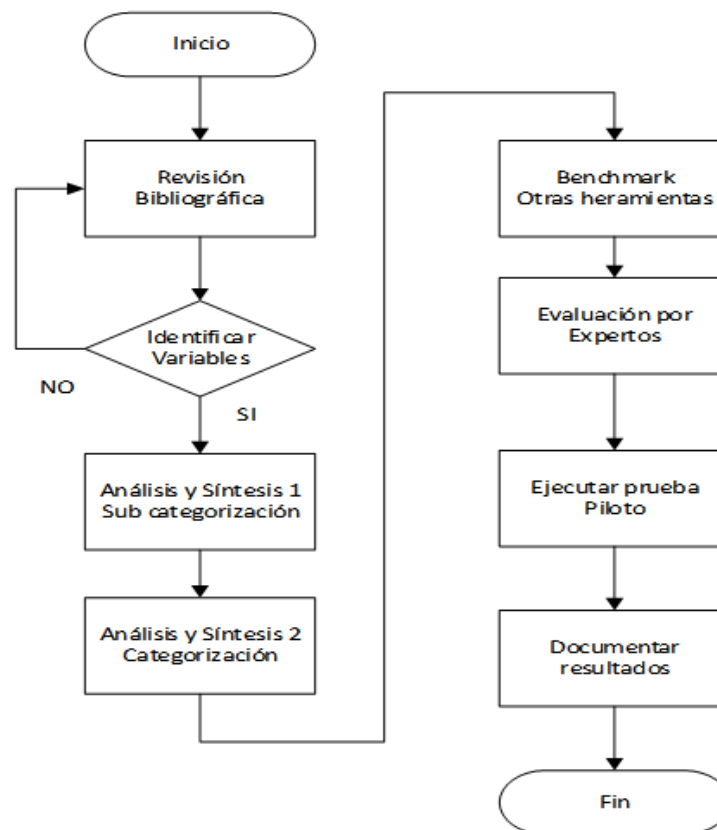 Inicio
Revisión
Bibliográfica
Identificar
Variables
NO
SI
Análisis y Síntesis 1
Sub categorización
Análisis y Síntesis 2
Categorización
Benchmark
Otras heramientas
Evaluación por
Expertos
Ejecutar prueba
Piloto
Documentar
resultados
Fin